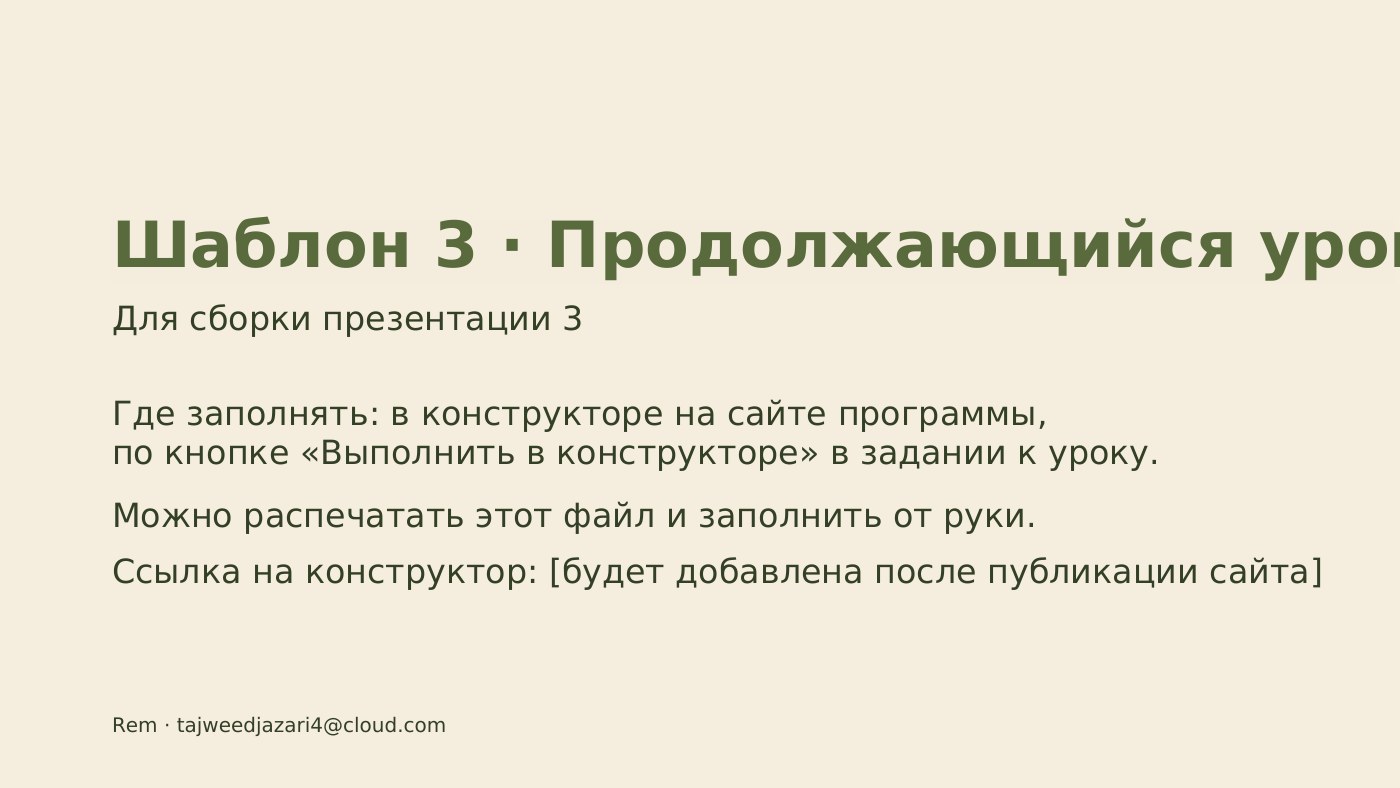 Шаблон 3 · Продолжающийся
Для сборки презентации 3
Где заполнять: в конструкторе на сайте программы,
по кнопке «Выполнить в конструкторе» в задании к уроку.
Можно распечатать этот файл и заполнить от руки.
Ссылка на конструктор: [будет добавлена после публикации сайта]
Rem · tajweedjazari4@cloud.com